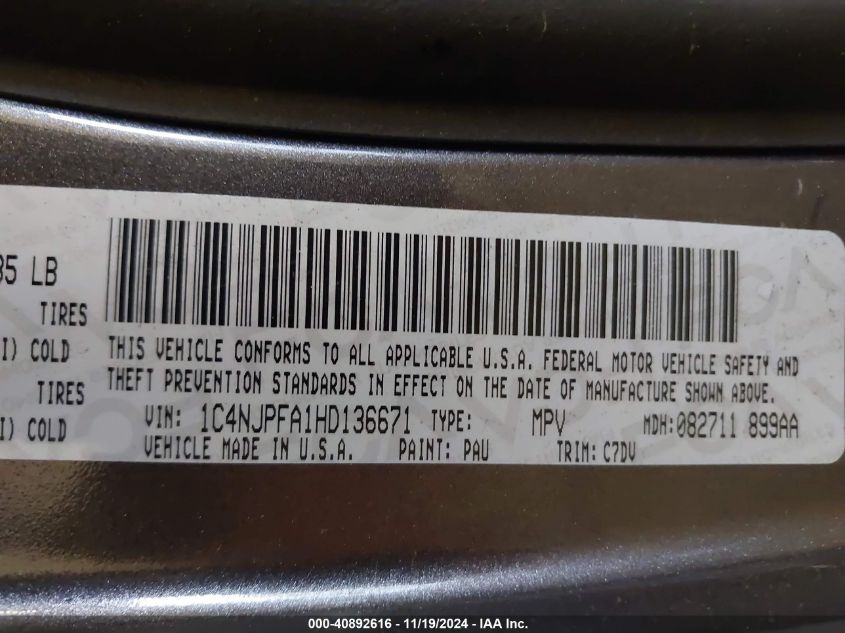 35 LB
TIRES
I) COLD
TIRES
I) COLD
THIS VEHICLE CONFORMS TO ALL APPLICABLE U.S.A. FEDERAL MOTOR VEHICLE SAFETY AND
THEFT PREVENTION STANDARDS IN EFFECT ON THE DATE OF MANUFACTURE SHOWN ABOVE.
VIN: 1C4NJPFA1HD136671 TYPE: MPV MDH:082711 899AA
VEHICLE MADE IN U.S.A. PAINT: PAU TRIM: C7DV
000-40892616 - 11/19/2024 - IAA Inc.